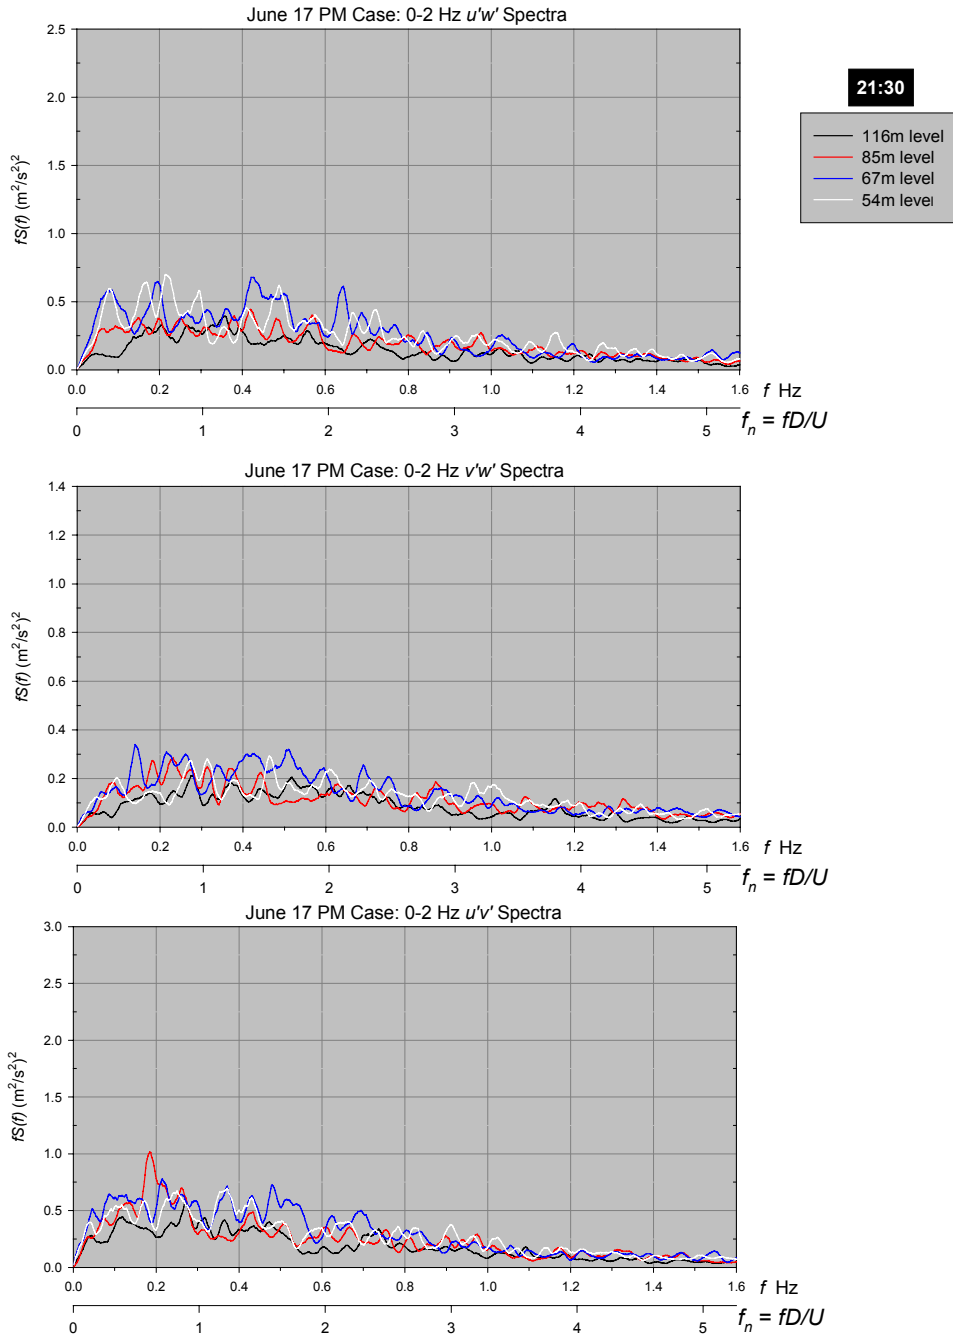 June 17 PM Case: 0-2 Hz u'w' Spectra
2.5
2.0
1.5
1.0
0.5
0.0
fS(f) (m²/s²)²
0.0 0.2 0.4 0.6 0.8 1.0 1.2 1.4 1.6 f Hz
0 1 2 3 4 5 fₙ = fD/U
21:30
116m level
85m level
67m level
54m level
June 17 PM Case: 0-2 Hz v'w' Spectra
1.4
1.2
1.0
0.8
0.6
0.4
0.2
0.0
fS(f) (m²/s²)²
0.0 0.2 0.4 0.6 0.8 1.0 1.2 1.4 1.6 f Hz
0 1 2 3 4 5 fₙ = fD/U
June 17 PM Case: 0-2 Hz u'v' Spectra
3.0
2.5
2.0
1.5
1.0
0.5
0.0
fS(f) (m²/s²)²
0.0 0.2 0.4 0.6 0.8 1.0 1.2 1.4 1.6 f Hz
0 1 2 3 4 5 fₙ = fD/U